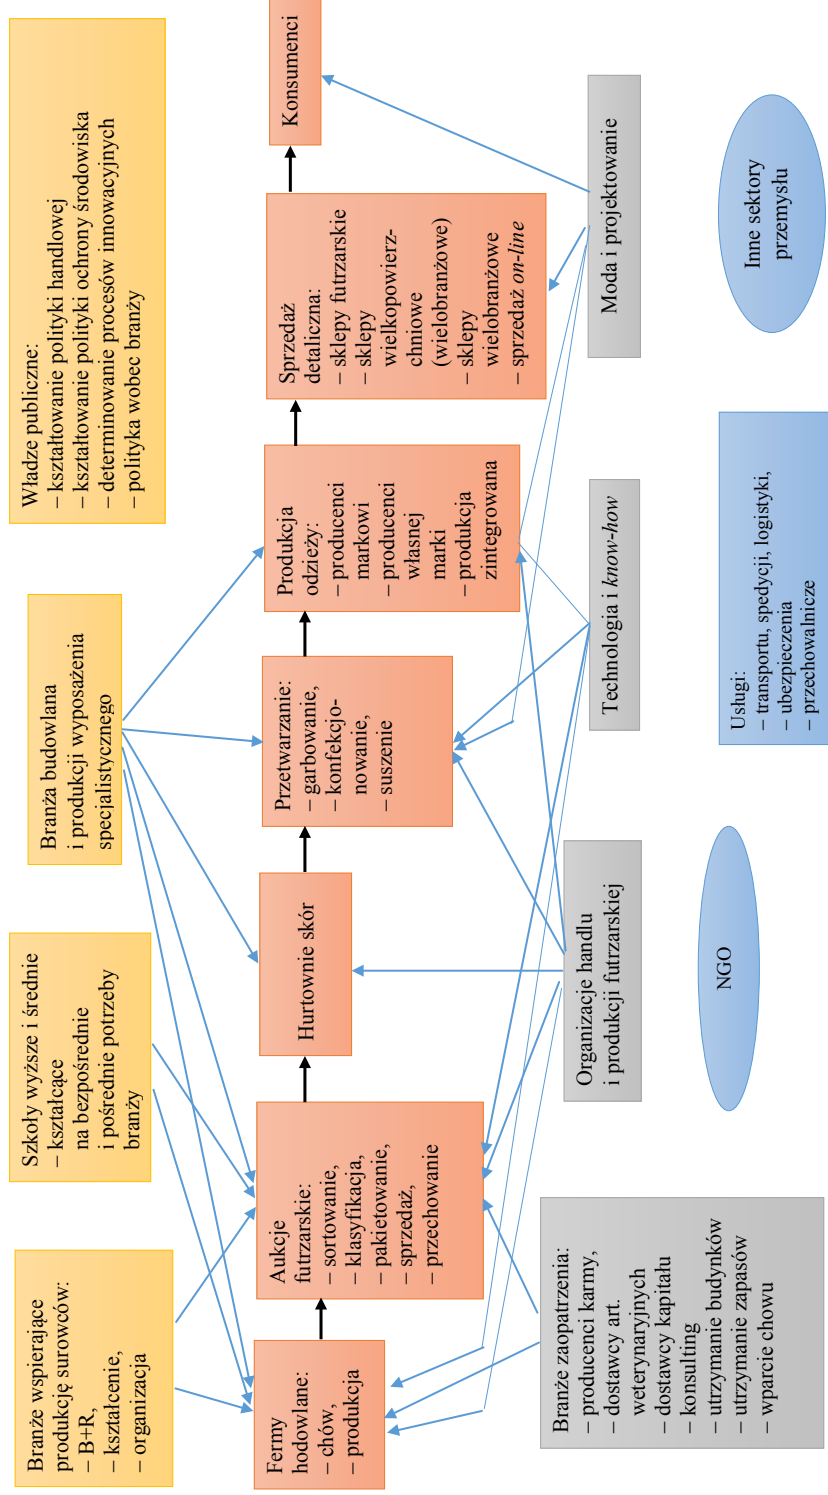 Branże wspierające
produkcję surowców:
– B+R,
– kształcenie,
– organizacja
Szkoły wyższe i średnie
– kształcące
na bezpośrednie
i pośrednie potrzeby
branży
Branża budowlana
i produkcji wyposażenia
specjalistycznego
Władze publiczne:
– kształtowanie polityki handlowej
– kształtowanie polityki ochrony środowiska
– determinowanie procesów innowacyjnych
– polityka wobec branży
Fermy
hodowlane:
– chów,
– produkcja
Aukcje
futrzarskie:
– sortowanie,
– klasyfikacja,
– pakietowanie,
– sprzedaż,
– przechowanie
Hurtownie skór
Przetwarzanie:
– garbowanie,
– konfekcjo-
nowanie,
– suszenie
Produkcja
odzieży:
– producenci
markowi
– producenci
własnej
marki
– produkcja
zintegrowana
Sprzedaż
detaliczna:
– sklepy futrzarskie
– sklepy
wielkopowierz-
chniowe
(wielobranżowe)
– sklepy
wielobranżowe
– sprzedaż on-line
Konsumenci
Branże zaopatrzenia:
– producenci karmy,
– dostawcy art.
weterynaryjnych
– dostawcy kapitału
– konsulting
– utrzymanie budynków
– utrzymanie zapasów
– wparcie chowu
Organizacje handlu
i produkcji futrzarskiej
Technologia i know-how
Moda i projektowanie
NGO
Usługi:
– transportu, spedycji, logistyki,
– ubezpieczenia
– przechowalnicze
Inne sektory
przemysłu